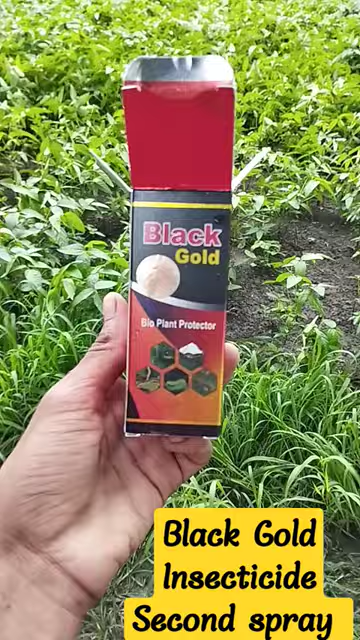 Black
Gold
Bio Plant Protector
Black Gold
Insecticide
Second spray